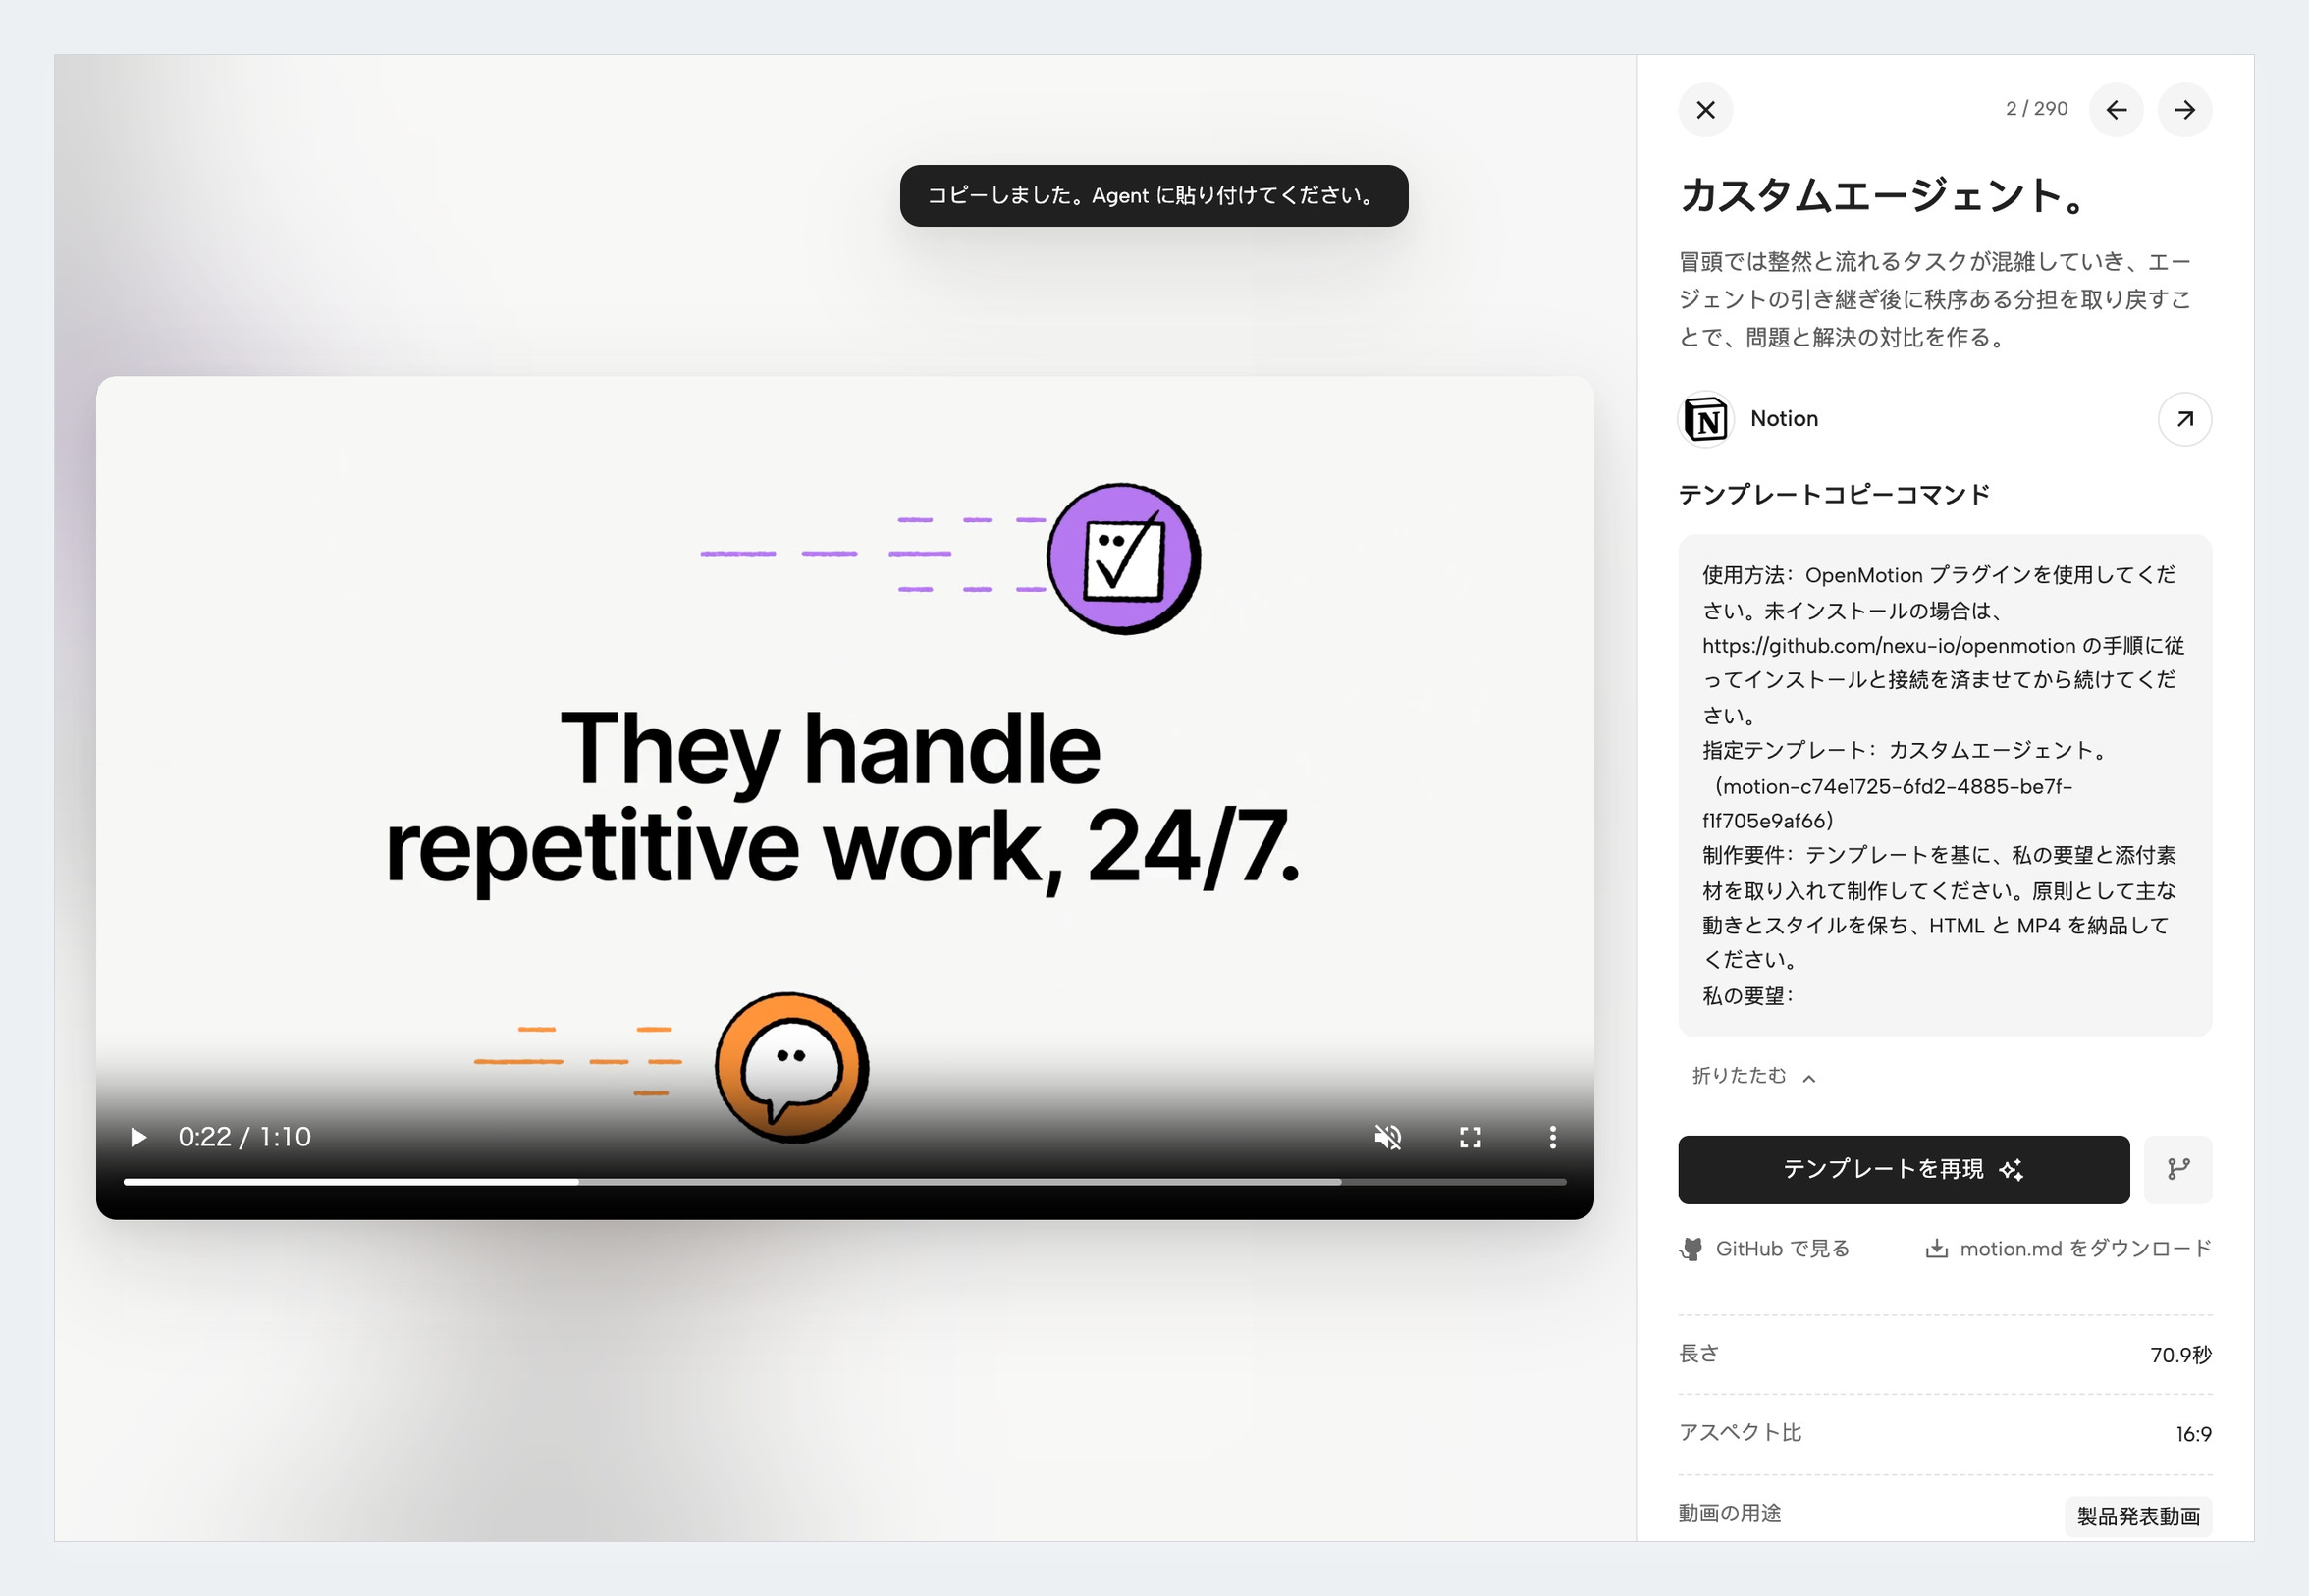 コピーしました。Agent に貼り付けてください。
They handle
repetitive work, 24/7.
0:22 / 1:10
2 / 290
カスタムエージェント。
冒頭では整然と流れるタスクが混雑していき、エー
ジェントの引き継ぎ後に秩序ある分担を取り戻すこ
とで、問題と解決の対比を作る。
N
Notion
テンプレートコピーコマンド
使用方法：OpenMotion プラグインを使用してくだ
さい。未インストールの場合は、
https://github.com/nexu-io/openmotion の手順に従
ってインストールと接続を済ませてから続けてくだ
さい。
指定テンプレート：カスタムエージェント。
（motion-c74e1725-6fd2-4885-be7f-
f1f705e9af66）
制作要件：テンプレートを基に、私の要望と添付素
材を取り入れて制作してください。原則として主な
動きとスタイルを保ち、HTML と MP4 を納品して
ください。
私の要望：
折りたたむ
テンプレートを再現
GitHub で見る
motion.md をダウンロード
長さ
70.9秒
アスペクト比
16:9
動画の用途
製品発表動画